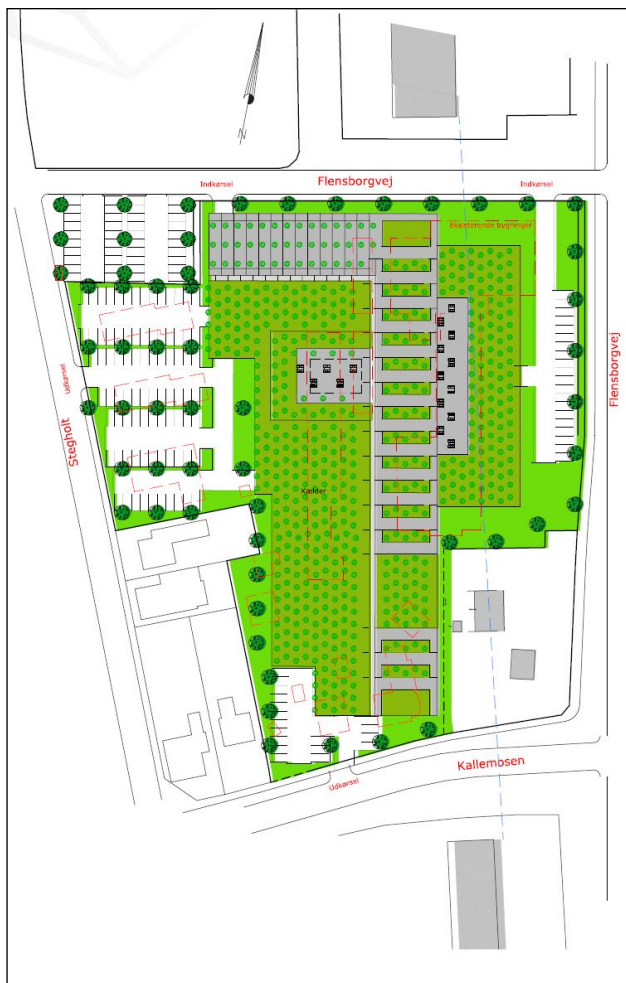 N
Flensborgvej
Indkørsel
Indkørsel
Eksisterende bygninger
Udkørsel
Stegholt
Flensborgvej
Kælder
Kallemosen
Udkørsel